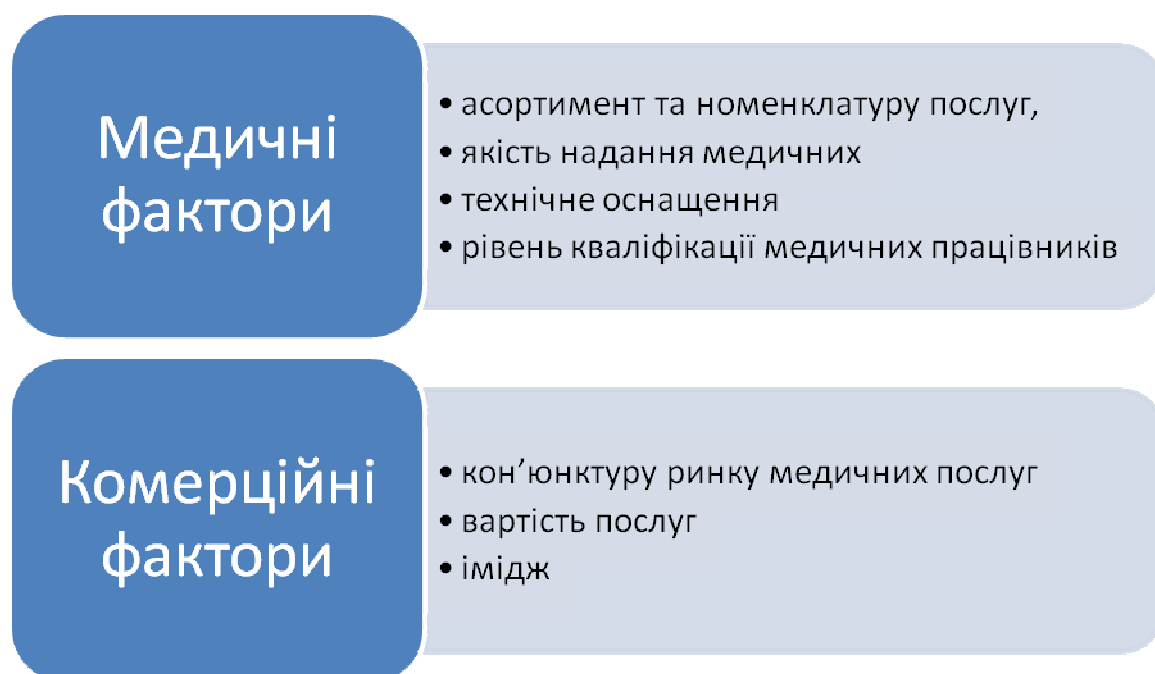 Медичні
фактори
• асортимент та номенклатуру послуг,
• якість надання медичних
• технічне оснащення
• рівень кваліфікації медичних працівників
Комерційні
фактори
• кон’юнктуру ринку медичних послуг
• вартість послуг
• імідж